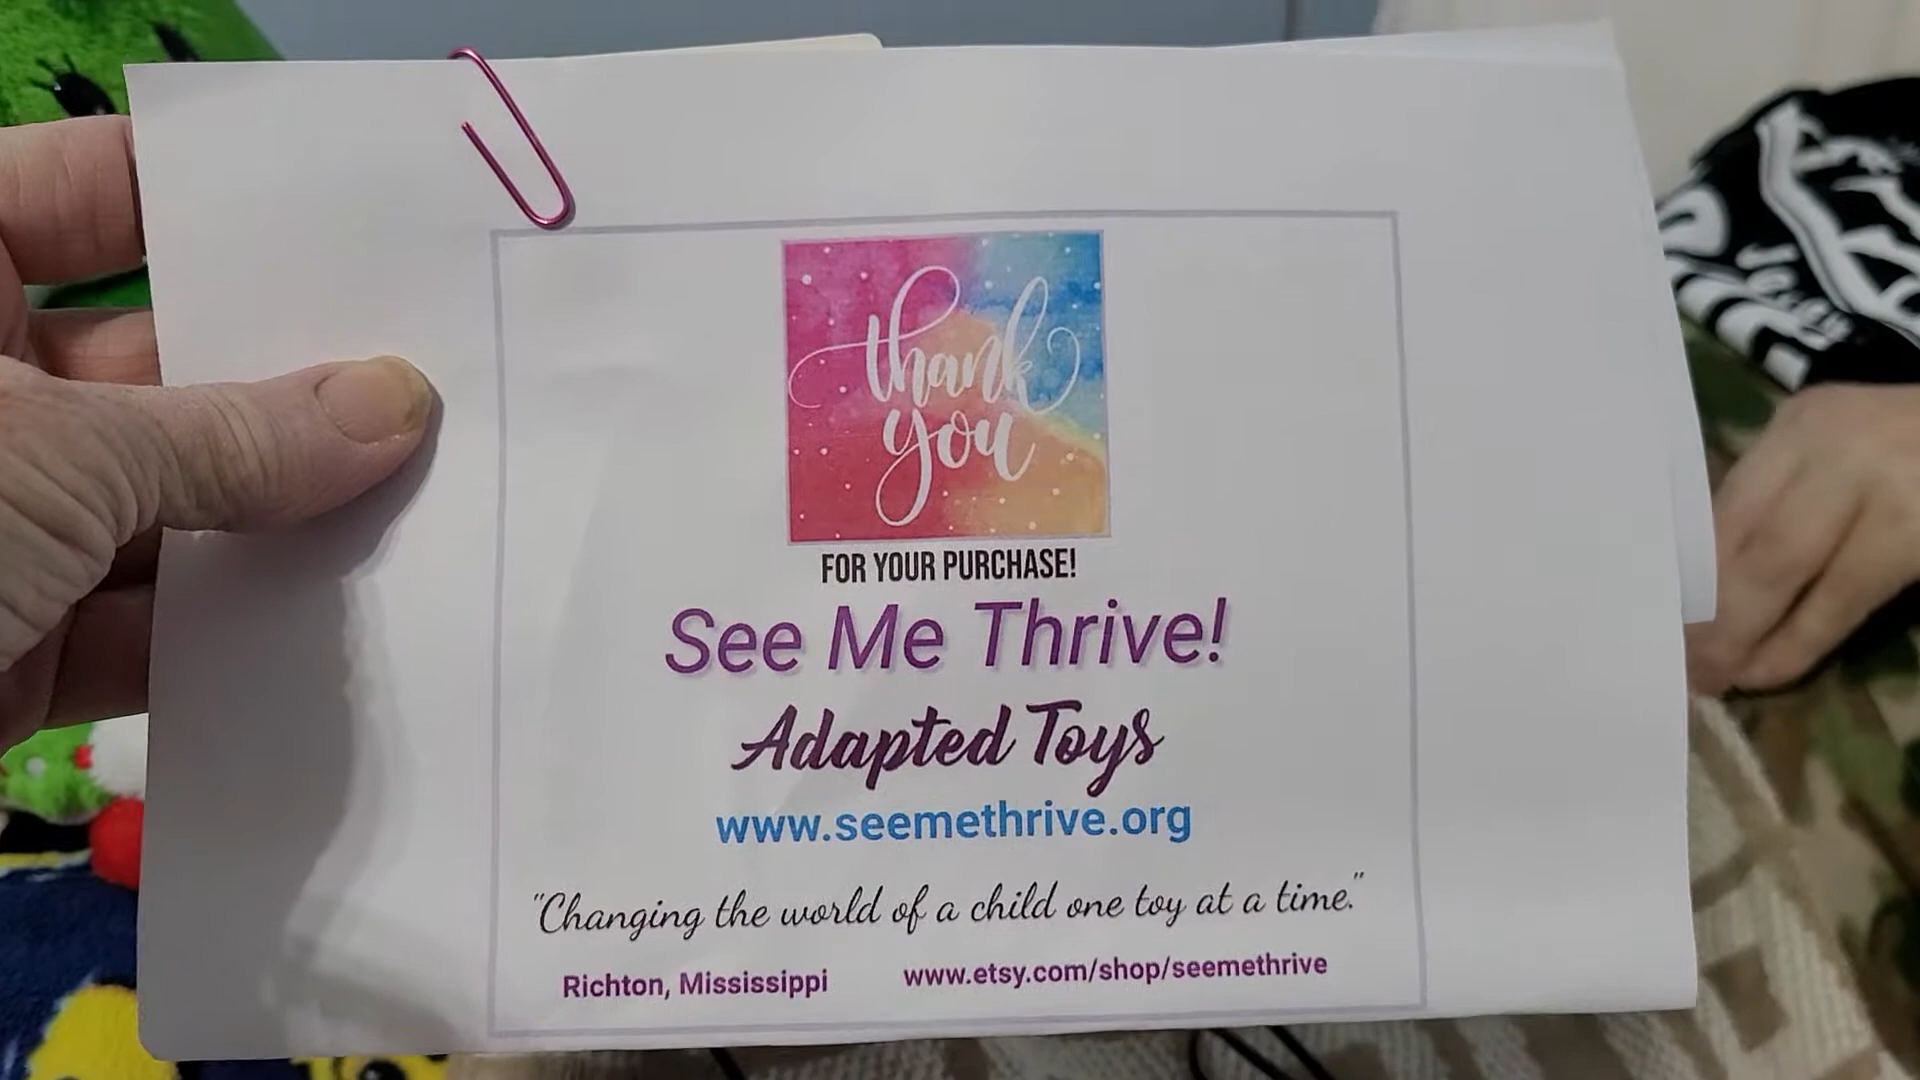 thank
you
FOR YOUR PURCHASE!
See Me Thrive!
Adapted Toys
www.seemethrive.org
"Changing the world of a child one toy at a time."
Richton, Mississippi
www.etsy.com/shop/seemethrive